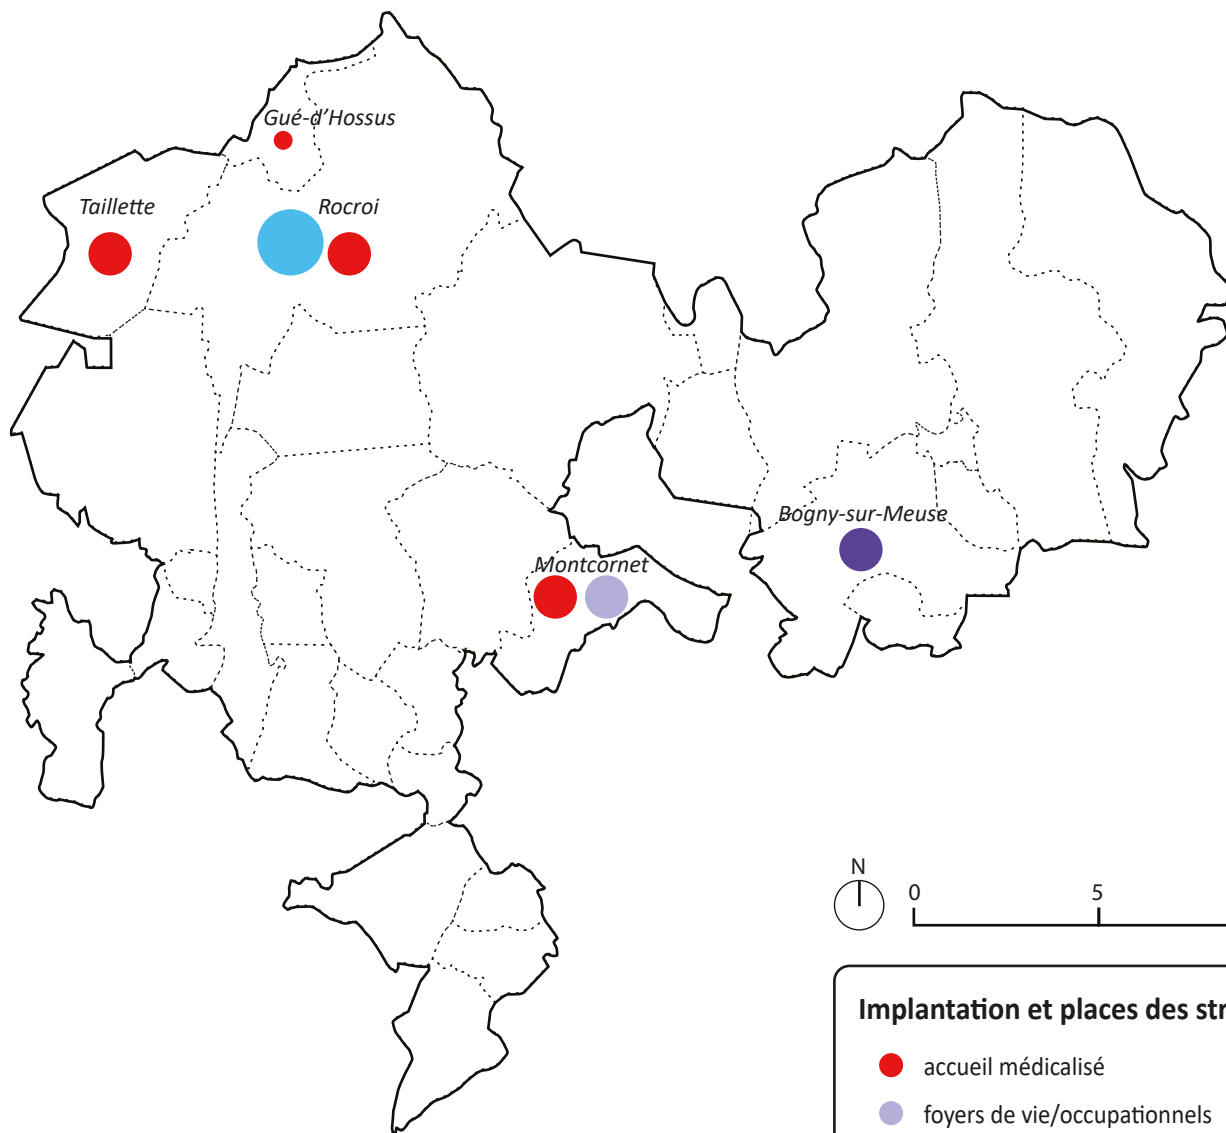 Gué-d'Hossus
Taillette
Rocroi
Bogny-sur-Meuse
Montcornet
N
0 5
Implantation et places des str
accueil médicalisé
foyers de vie/occupationnels